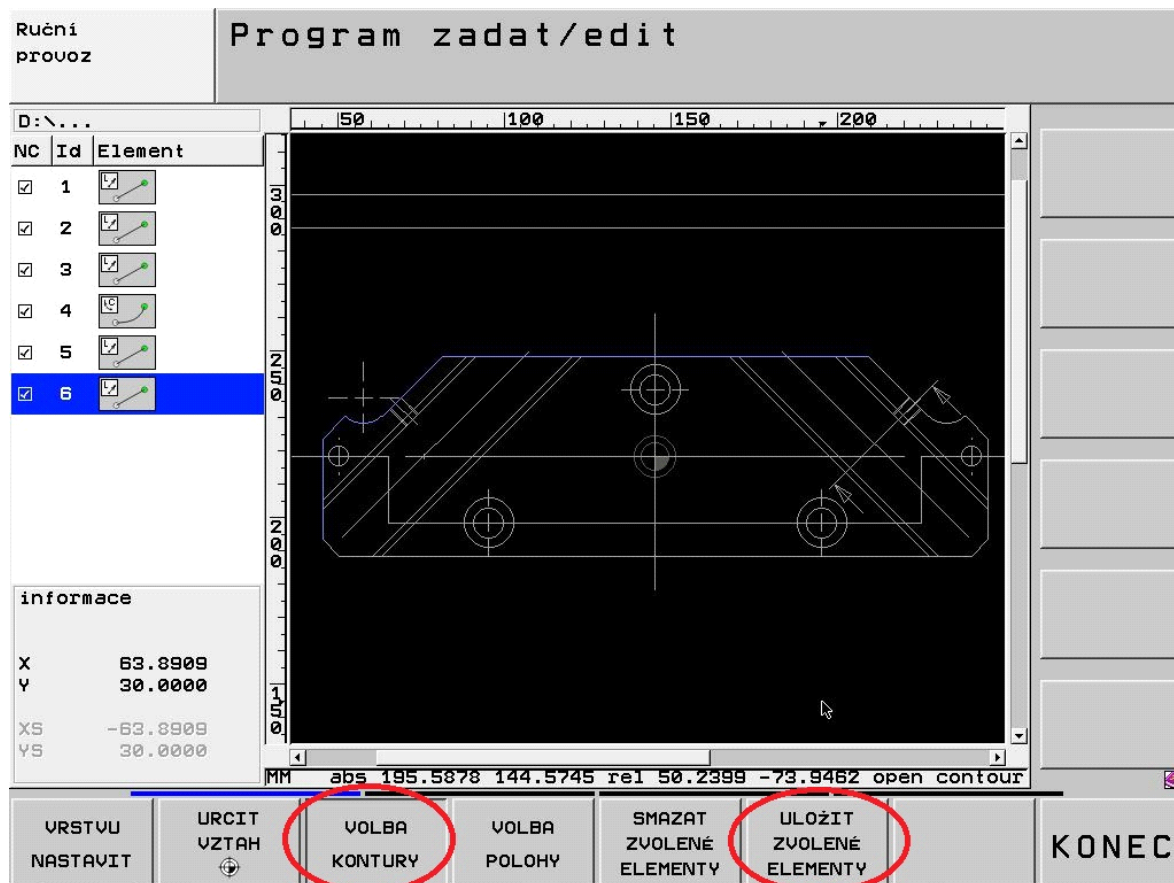 Ruční
provoz
Program zadat/edit
D:\...
NC Id Element
50 100 150 200
1
2
3
4
5
6
300
250
200
150
informace
X 63.8909
Y 30.0000
XS -63.8909
YS 30.0000
MM abs 195.5878 144.5745 rel 50.2399 -73.9462 open contour
VRSTVU
NASTAVIT
URCIT
VZTAH
VOLBA
KONTURY
VOLBA
POLOHY
SMAZAT
ZVOLENÉ
ELEMENTY
ULOŽIT
ZVOLENÉ
ELEMENTY
KONEC